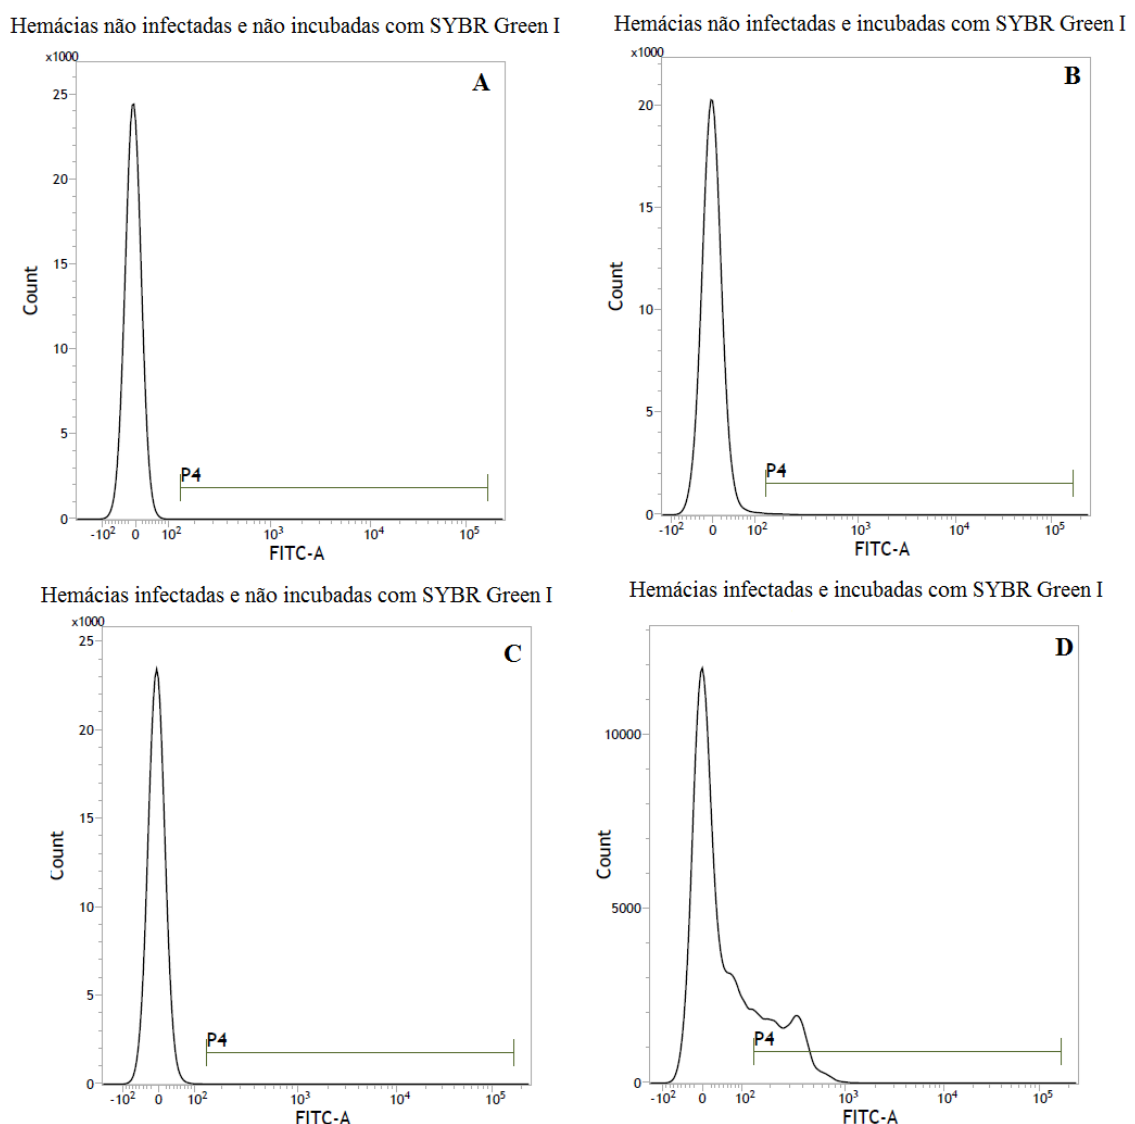 Hemácias não infectadas e não incubadas com SYBR Green I
x1000
A
25
20
15
10
5
0
Count
P4
-10² 0 10² 10³ 10⁴ 10⁵
FITC-A
Hemácias não infectadas e incubadas com SYBR Green I
x1000
B
20
15
10
5
0
Count
P4
-10² 0 10² 10³ 10⁴ 10⁵
FITC-A
Hemácias infectadas e não incubadas com SYBR Green I
x1000
C
25
20
15
10
5
0
Count
P4
-10² 0 10² 10³ 10⁴ 10⁵
FITC-A
Hemácias infectadas e incubadas com SYBR Green I
D
10000
5000
0
Count
P4
-10² 0 10² 10³ 10⁴ 10⁵
FITC-A